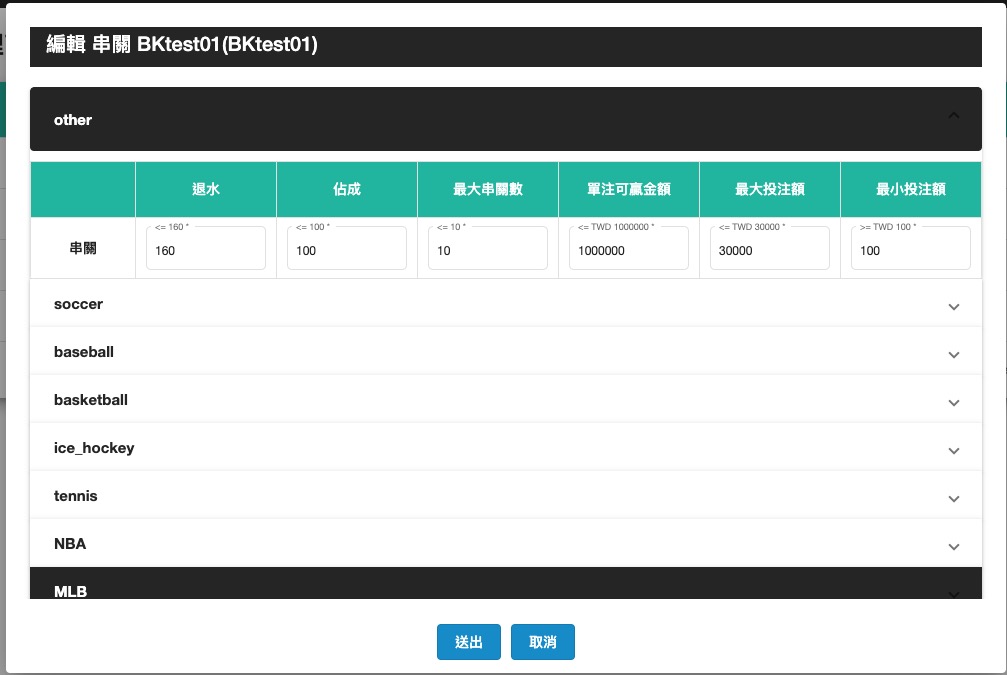 編輯 串關 BKtest01(BKtest01)
other
退水 佔成 最大串關數 單注可贏金額 最大投注額 最小投注額
<= 160 * <= 100 * <= 10 * <= TWD 1000000 * <= TWD 30000 * >= TWD 100 *
串關 160 100 10 1000000 30000 100
soccer
baseball
basketball
ice_hockey
tennis
NBA
MLB
送出 取消